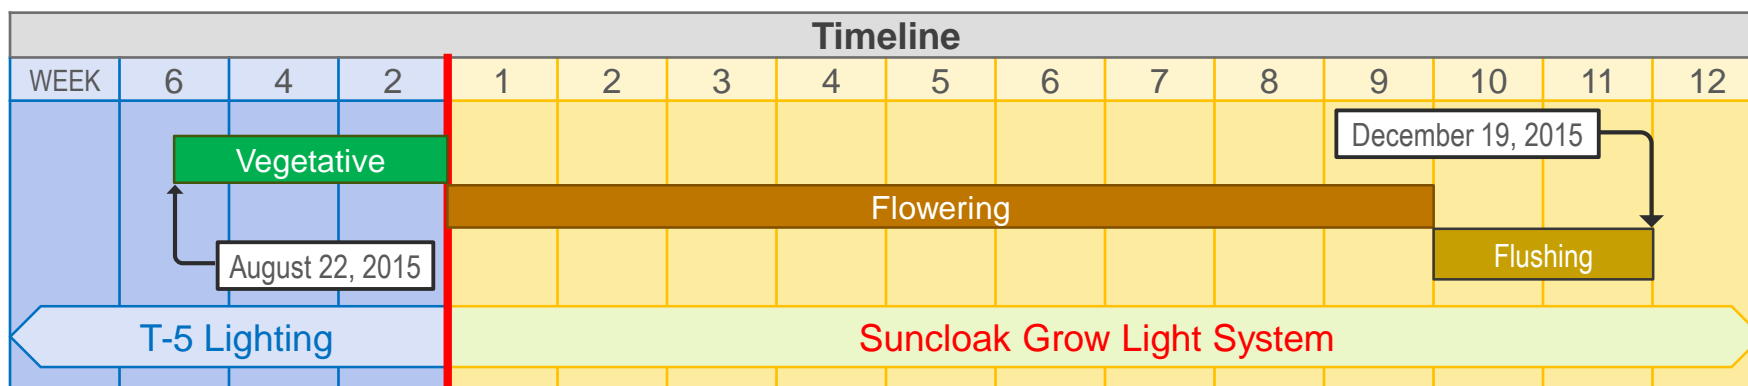 Timeline
WEEK 6 4 2 1 2 3 4 5 6 7 8 9 10 11 12
December 19, 2015
Vegetative
Flowering
August 22, 2015
Flushing
T-5 Lighting
Suncloak Grow Light System